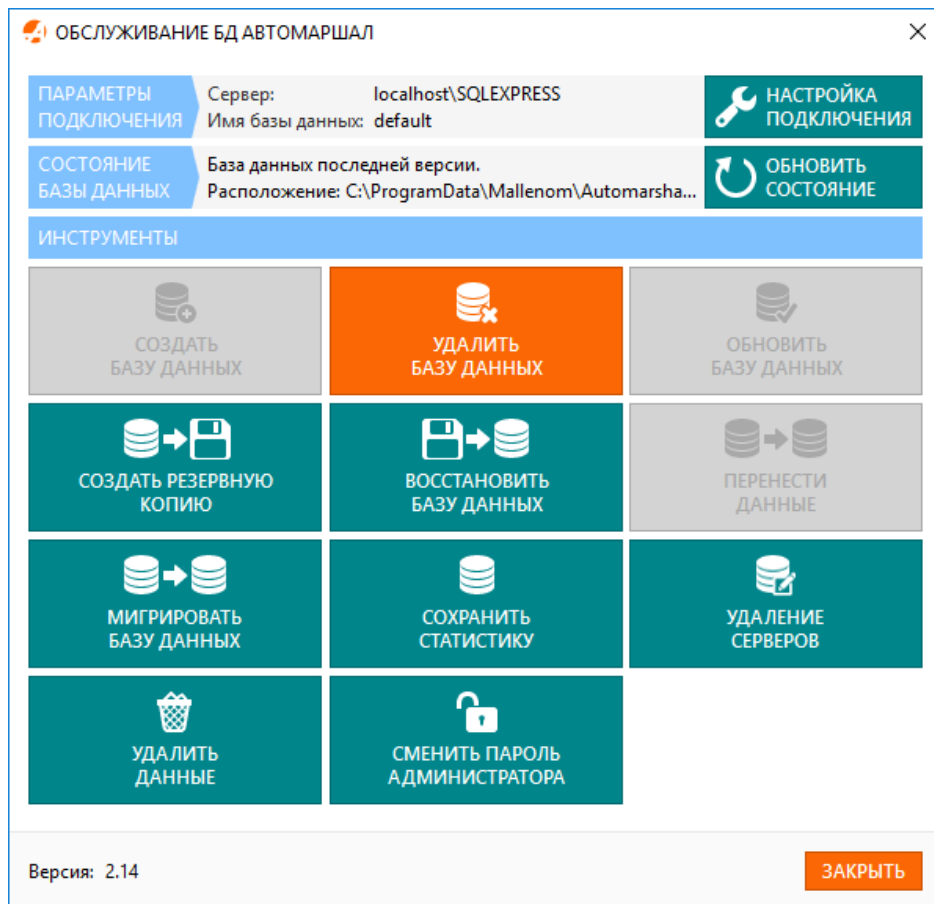 ОБСЛУЖИВАНИЕ БД АВТОМАРШАЛ
ПАРАМЕТРЫ
ПОДКЛЮЧЕНИЯ
Сервер: localhost\SQLEXPRESS
Имя базы данных: default
НАСТРОЙКА
ПОДКЛЮЧЕНИЯ
СОСТОЯНИЕ
БАЗЫ ДАННЫХ
База данных последней версии.
Расположение: C:\ProgramData\Mallenom\Automarsha...
ОБНОВИТЬ
СОСТОЯНИЕ
ИНСТРУМЕНТЫ
СОЗДАТЬ
БАЗУ ДАННЫХ
УДАЛИТЬ
БАЗУ ДАННЫХ
ОБНОВИТЬ
БАЗУ ДАННЫХ
СОЗДАТЬ РЕЗЕРВНУЮ
КОПИЮ
ВОССТАНОВИТЬ
БАЗУ ДАННЫХ
ПЕРЕНЕСТИ
ДАННЫЕ
МИГРИРОВАТЬ
БАЗУ ДАННЫХ
СОХРАНИТЬ
СТАТИСТИКУ
УДАЛЕНИЕ
СЕРВЕРОВ
УДАЛИТЬ
ДАННЫЕ
СМЕНИТЬ ПАРОЛЬ
АДМИНИСТРАТОРА
Версия: 2.14
ЗАКРЫТЬ